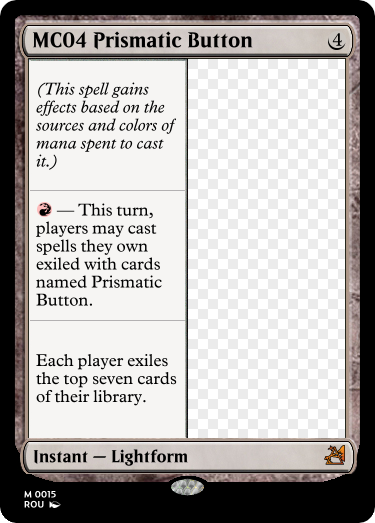 MC04 Prismatic Button 4
(This spell gains
effects based on the
sources and colors of
mana spent to cast
it.)
— This turn,
players may cast
spells they own
exiled with cards
named Prismatic
Button.
Each player exiles
the top seven cards
of their library.
Instant — Lightform
M 0015
ROU